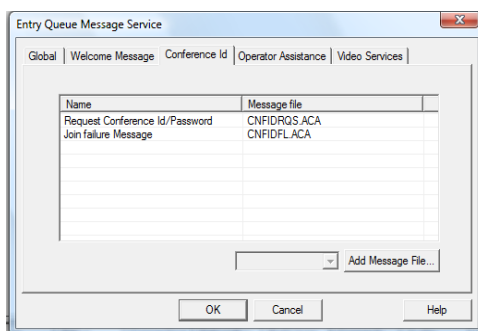 Entry Queue Message Service
Global Welcome Message Conference Id Operator Assistance Video Services
Name Message file
Request Conference Id/Password CNFIDRQS.ACA
Join failure Message CNFIDFL.ACA
Add Message File...
OK Cancel Help